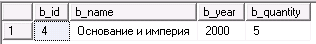 b_id b_name b_year b_quantity
1 4 Основание и империя 2000 5